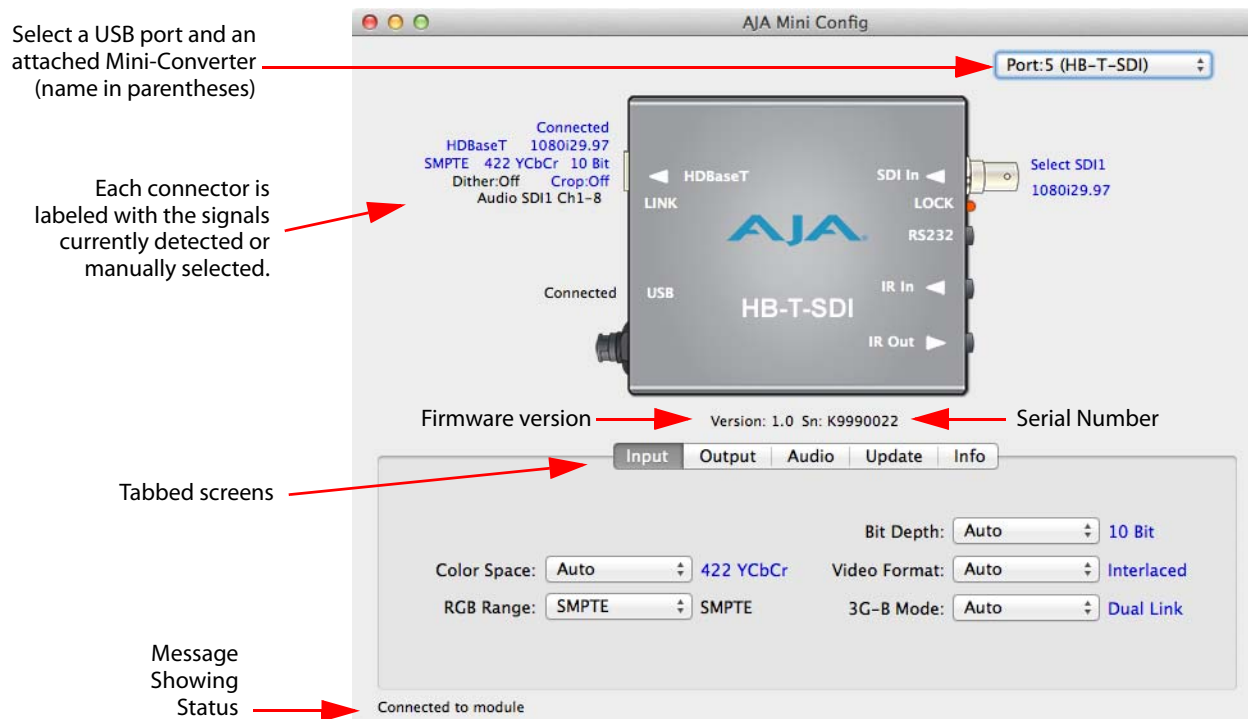 AJA Mini Config
Select a USB port and an
attached Mini-Converter
(name in parentheses)
Port:5 (HB-T-SDI)
Connected
HDBaseT 1080i29.97
SMPTE 422 YCbCr 10 Bit
Dither:Off Crop:Off
Audio SDI1 Ch1-8
Each connector is
labeled with the signals
currently detected or
manually selected.
HDBaseT
LINK
SDI In
LOCK
Select SDI1
1080i29.97
AJA
RS232
Connected
USB
IR In
HB-T-SDI
IR Out
Firmware version
Version: 1.0 Sn: K9990022
Serial Number
Input Output Audio Update Info
Tabbed screens
Bit Depth: Auto 10 Bit
Color Space: Auto 422 YCbCr Video Format: Auto Interlaced
RGB Range: SMPTE SMPTE 3G-B Mode: Auto Dual Link
Message
Showing
Status
Connected to module